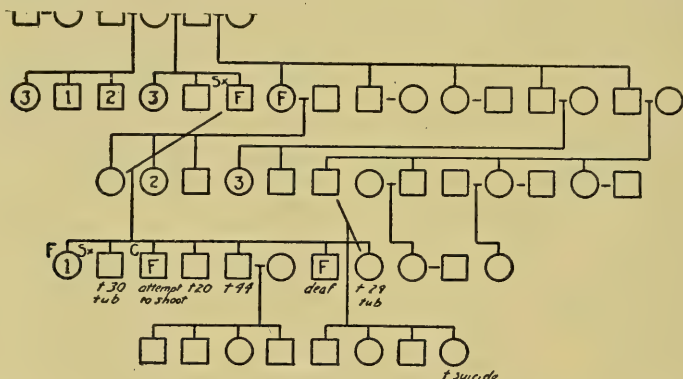 Sx
3 1 2 3 F F
2 3
F Sx C
1 F F
t 30 attempt t 20 t 44 deaf t 29
tub to shoot tub
t suicide